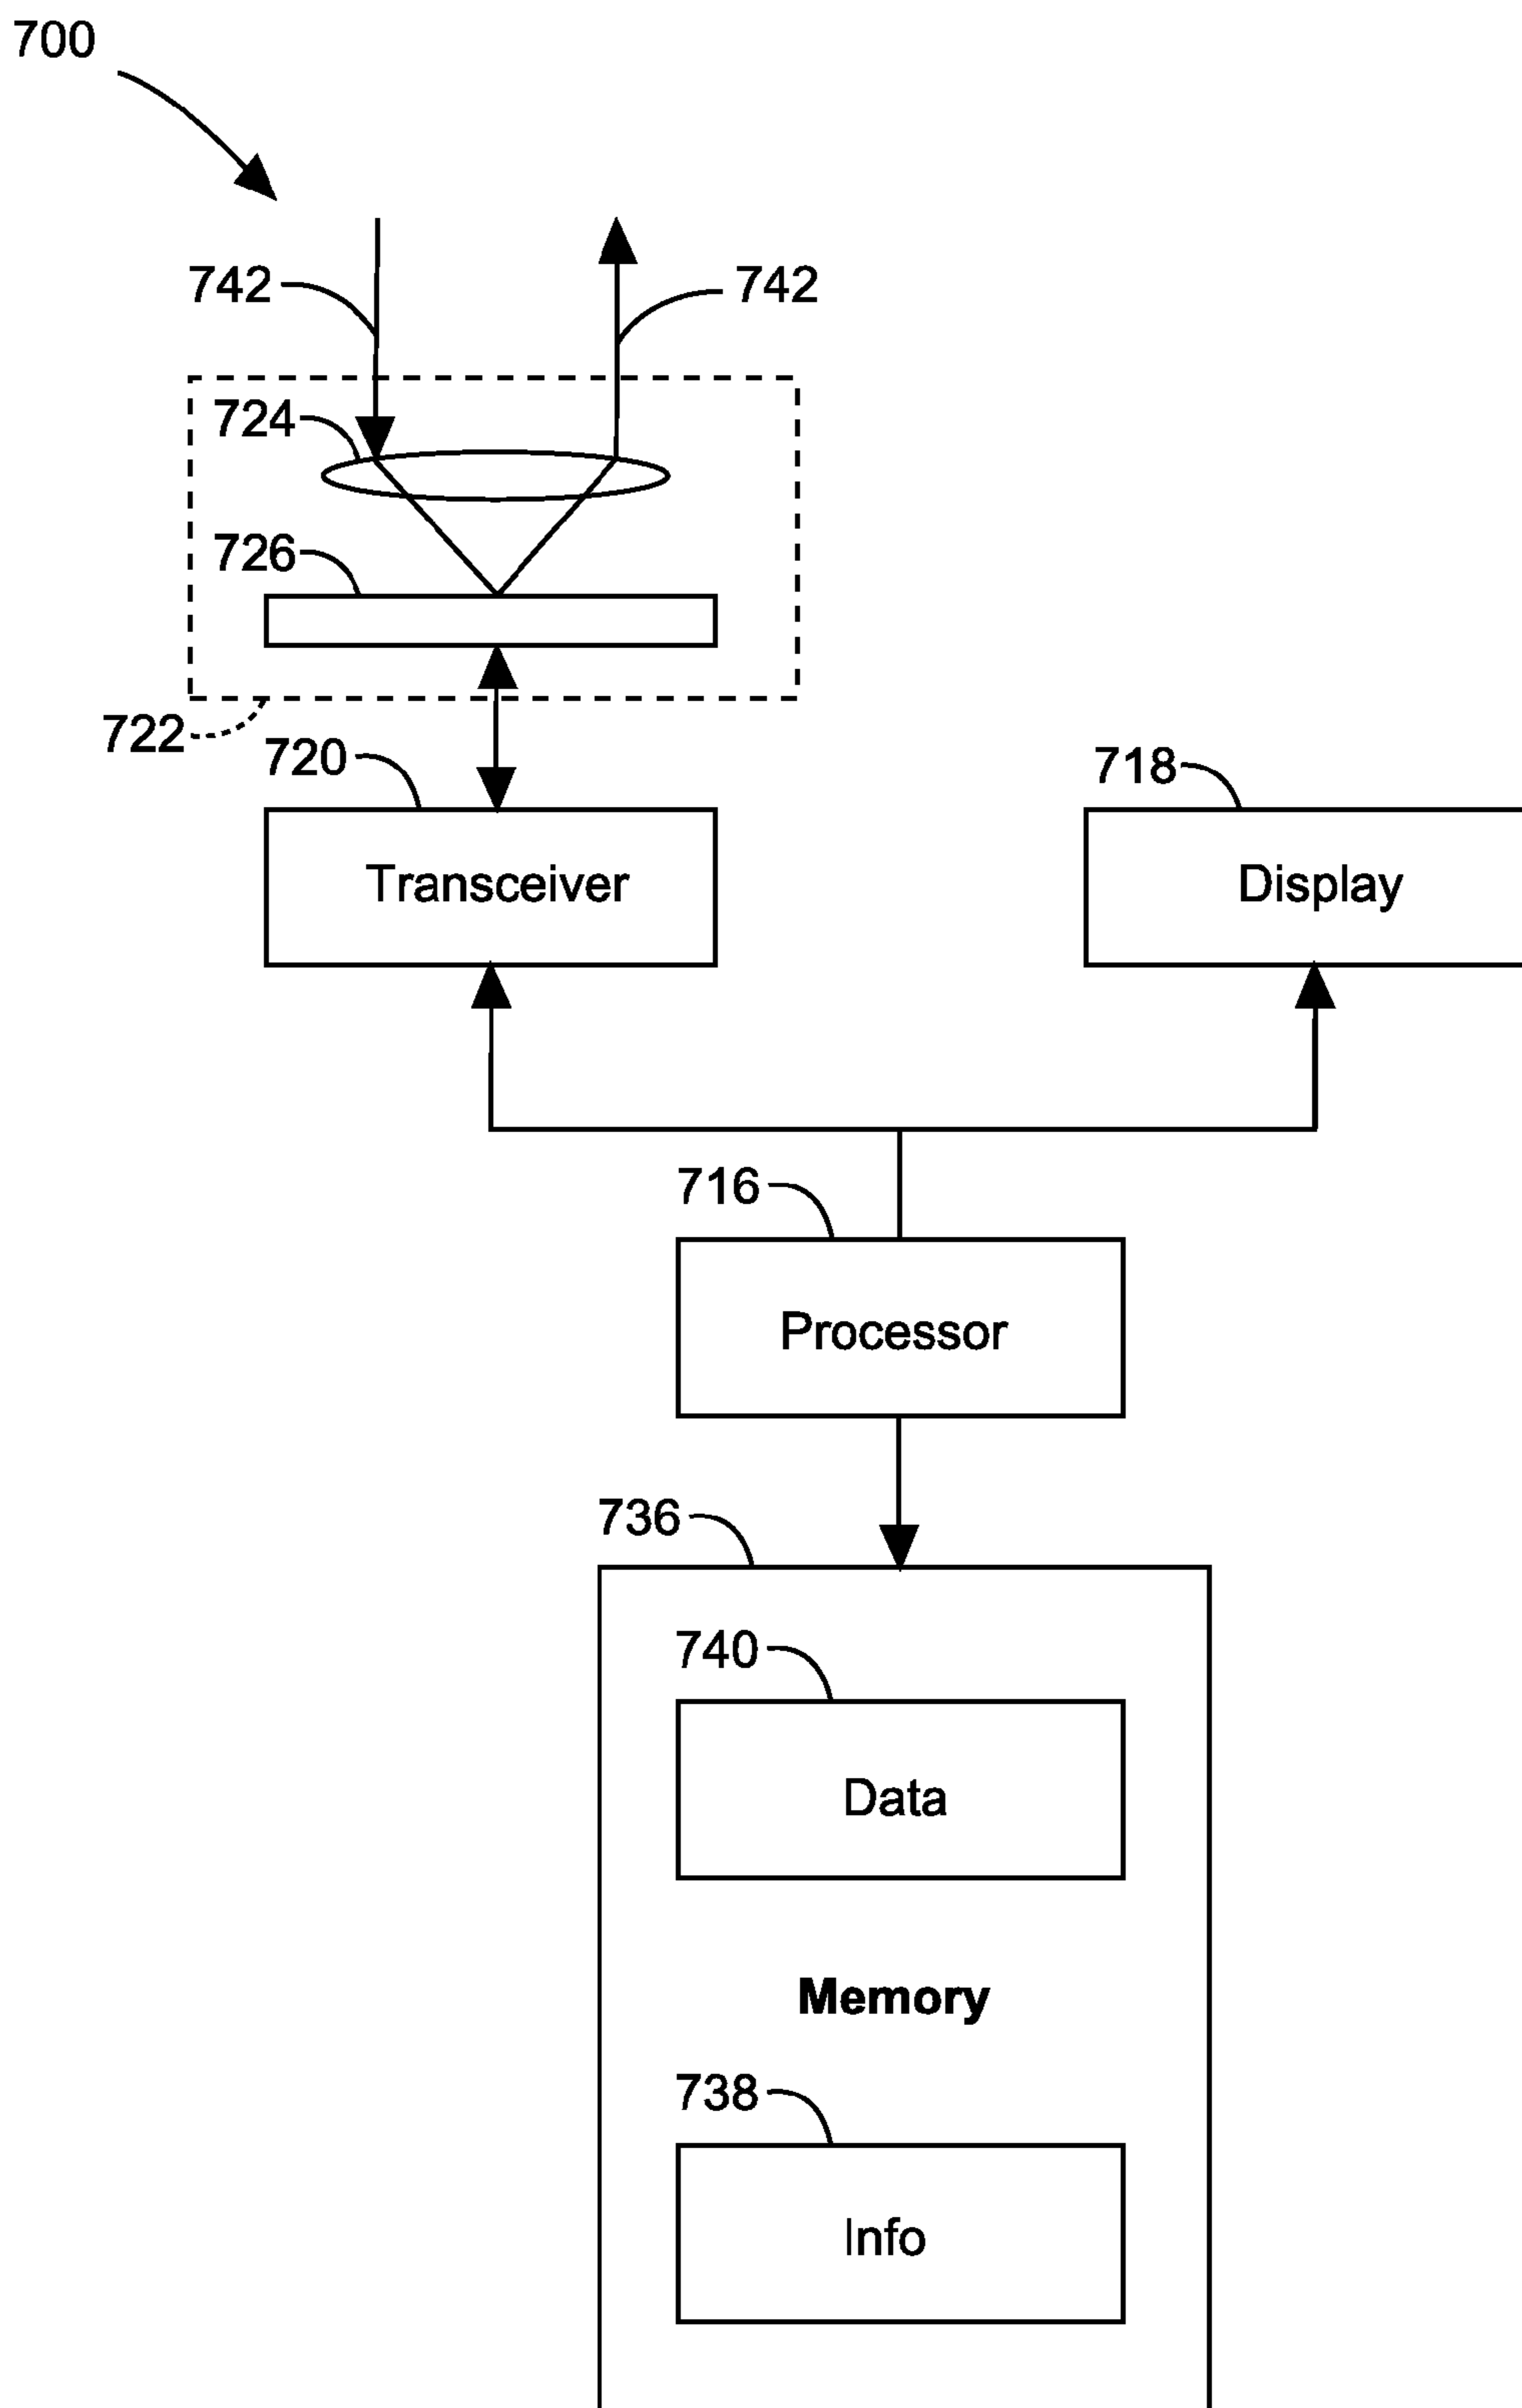 700
742 742
724
726
722
720 718
Transceiver Display
716
Processor
736
740
Data
Memory
738
Info